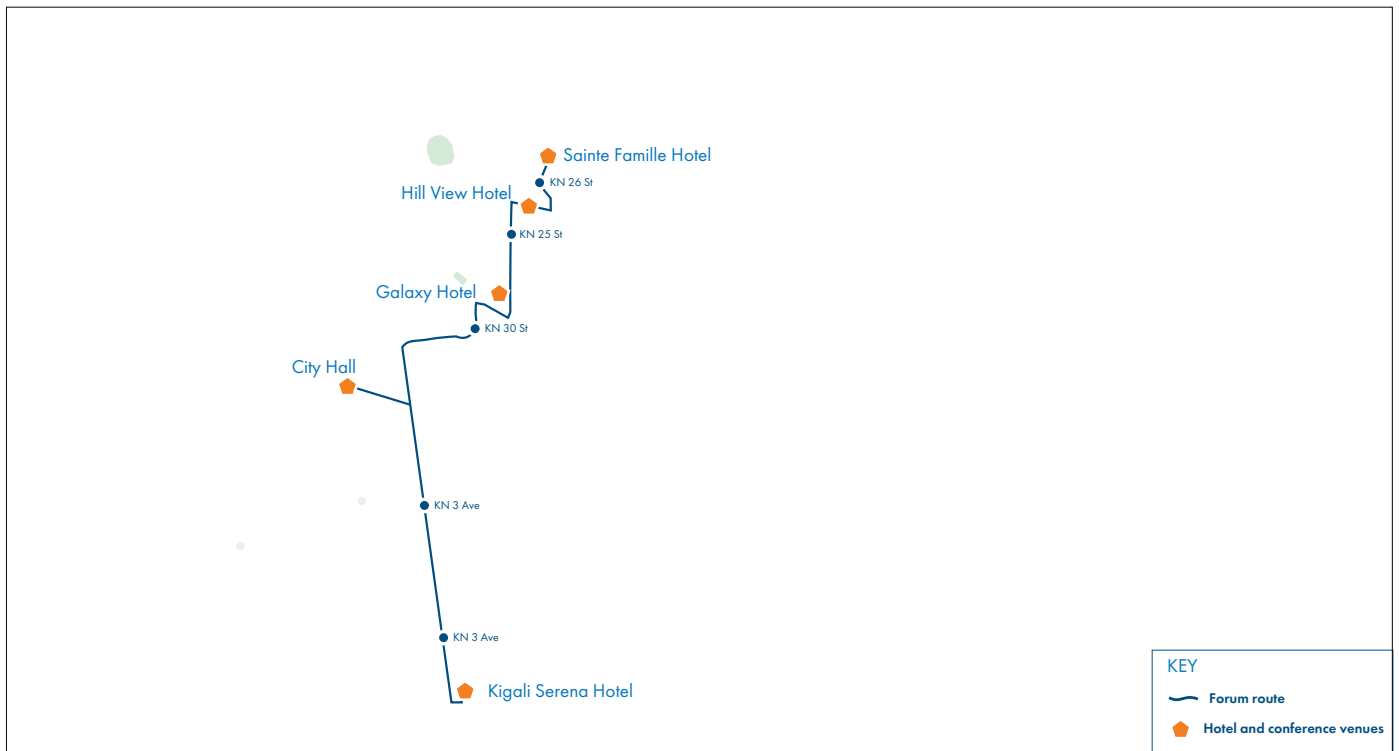 Sainte Famille Hotel
KN 26 St
Hill View Hotel
KN 25 St
Galaxy Hotel
KN 30 St
City Hall
KN 3 Ave
KN 3 Ave
Kigali Serena Hotel
KEY
Forum route
Hotel and conference venues